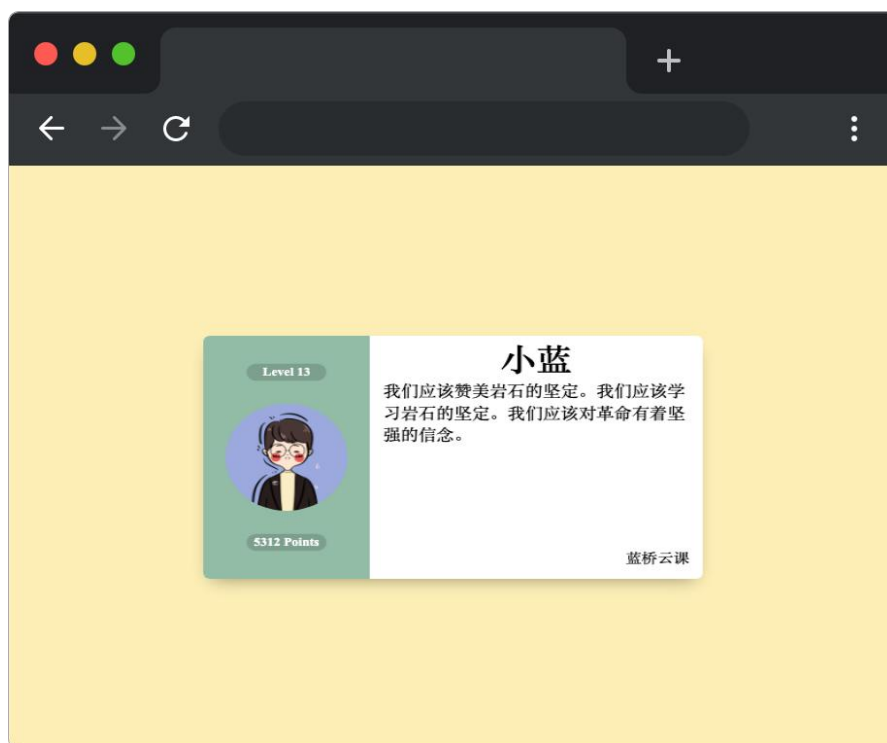 Level 13
5312 Points
小蓝
我们应该赞美岩石的坚定。我们应该学
习岩石的坚定。我们应该对革命有着坚
强的信念。
蓝桥云课